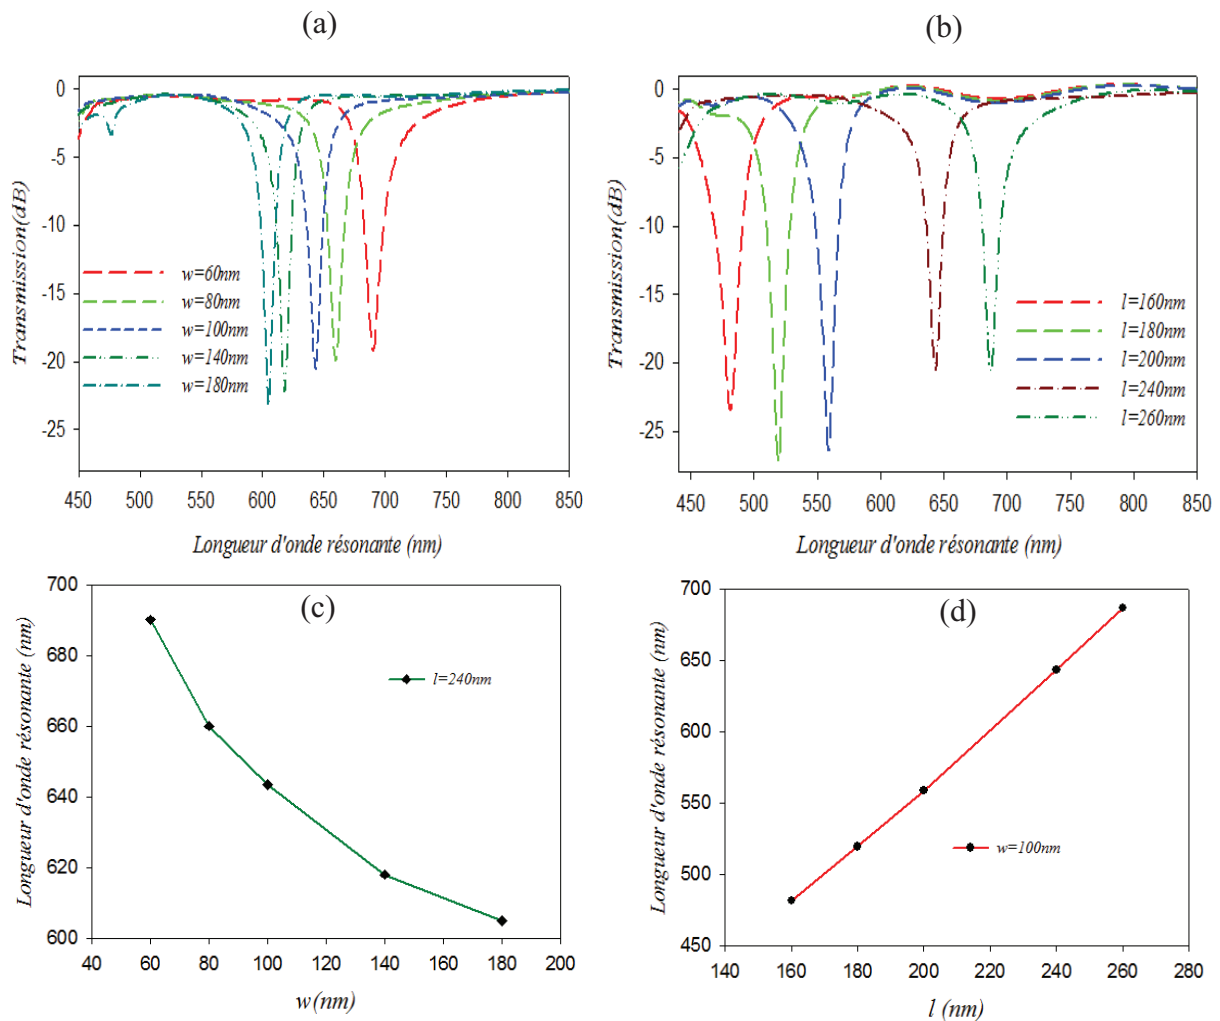 (a)
0
-5
-10
-15
-20
-25
Transmission(dB)
w=60nm
w=80nm
w=100nm
w=140nm
w=180nm
450 500 550 600 650 700 750 800 850
Longueur d'onde résonante (nm)
(b)
0
-5
-10
-15
-20
-25
Transmission(dB)
l=160nm
l=180nm
l=200nm
l=240nm
l=260nm
450 500 550 600 650 700 750 800 850
Longueur d'onde résonante (nm)
(c)
700
680
660
640
620
600
Longueur d'onde résonante (nm)
l=240nm
40 60 80 100 120 140 160 180 200
w(nm)
(d)
700
650
600
550
500
450
Longueur d'onde résonante (nm)
w=100nm
140 160 180 200 220 240 260 280
l (nm)